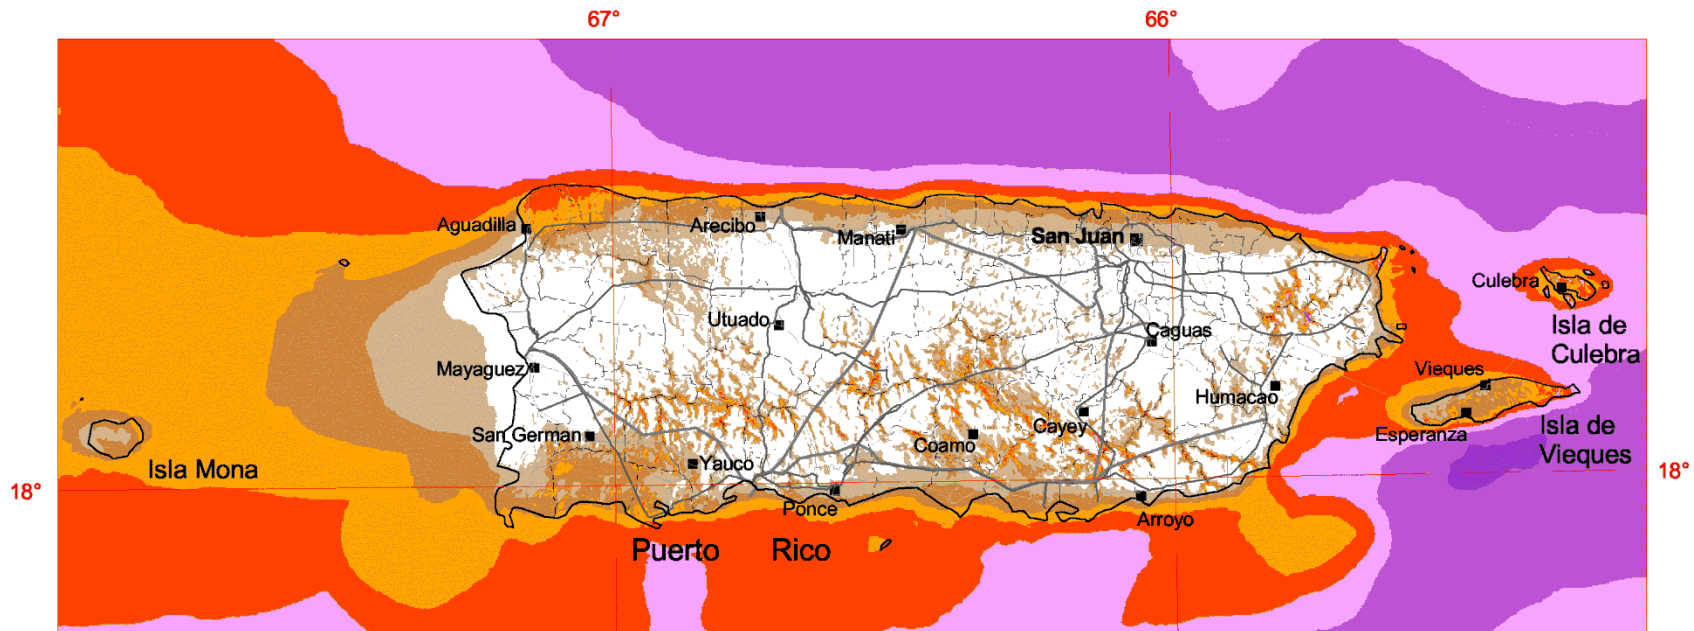 67°
66°
Aguadilla
Arecibo
Manati
San Juan
Culebra
Isla de
Culebra
Utuado
Caguas
Mayaguez
Vieques
Humacao
San German
Coamo
Cayey
Esperanza
Isla de
Vieques
Isla Mona
Yauco
18°
18°
Ponce
Arroyo
Puerto Rico